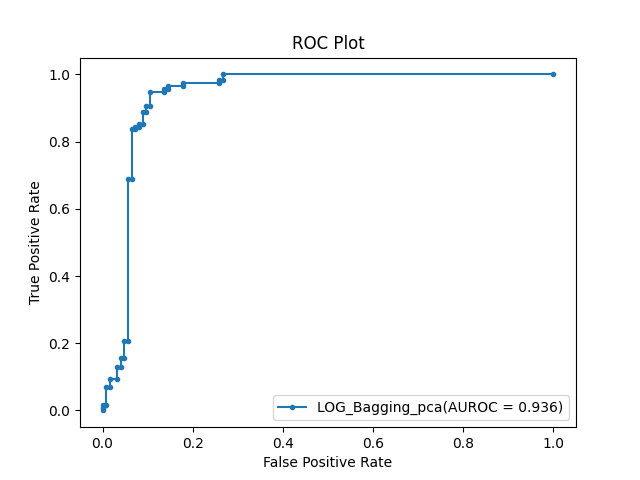 ROC Plot
True Positive Rate
1.0
0.8
0.6
0.4
0.2
0.0
LOG_Bagging_pca(AUROC = 0.936)
0.0 0.2 0.4 0.6 0.8 1.0
False Positive Rate